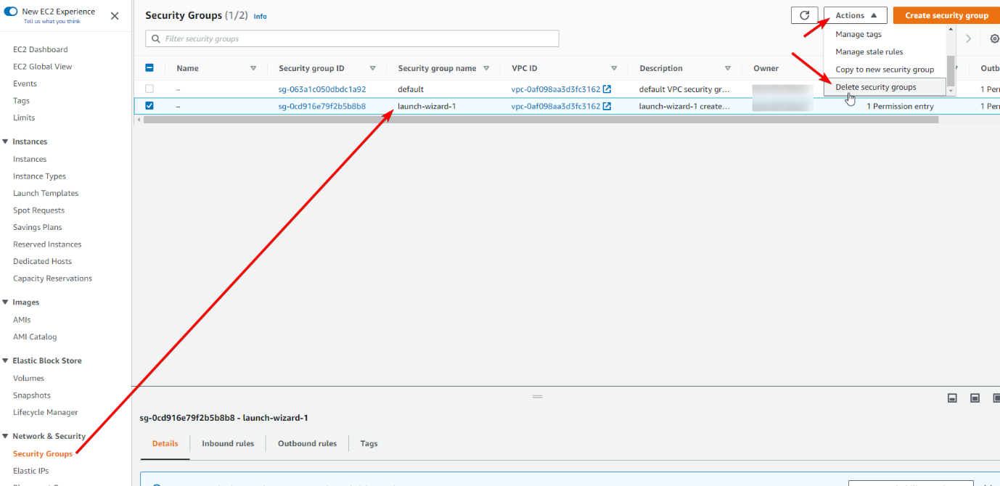 New EC2 Experience
Tell us what you think
EC2 Dashboard
EC2 Global View
Events
Tags
Limits
Instances
Instances
Instance Types
Launch Templates
Spot Requests
Savings Plans
Reserved Instances
Dedicated Hosts
Capacity Reservations
Images
AMIs
AMI Catalog
Elastic Block Store
Volumes
Snapshots
Lifecycle Manager
Network & Security
Security Groups
Elastic IPs
Security Groups (1/2) Info
Actions
Create security group
Filter security groups
Manage tags
Manage stale rules
Copy to new security group
Delete security groups
Name Security group ID Security group name VPC ID Description Owner Outb
– sg-063a1c050dbdc1a92 default vpc-0af098aa3d3fc3162 default VPC security gr... 1 Perr
– sg-0cd916e79f2b5b8b8 launch-wizard-1 vpc-0af098aa3d3fc3162 launch-wizard-1 create... 1 Permission entry 1 Perr
sg-0cd916e79f2b5b8b8 - launch-wizard-1
Details Inbound rules Outbound rules Tags